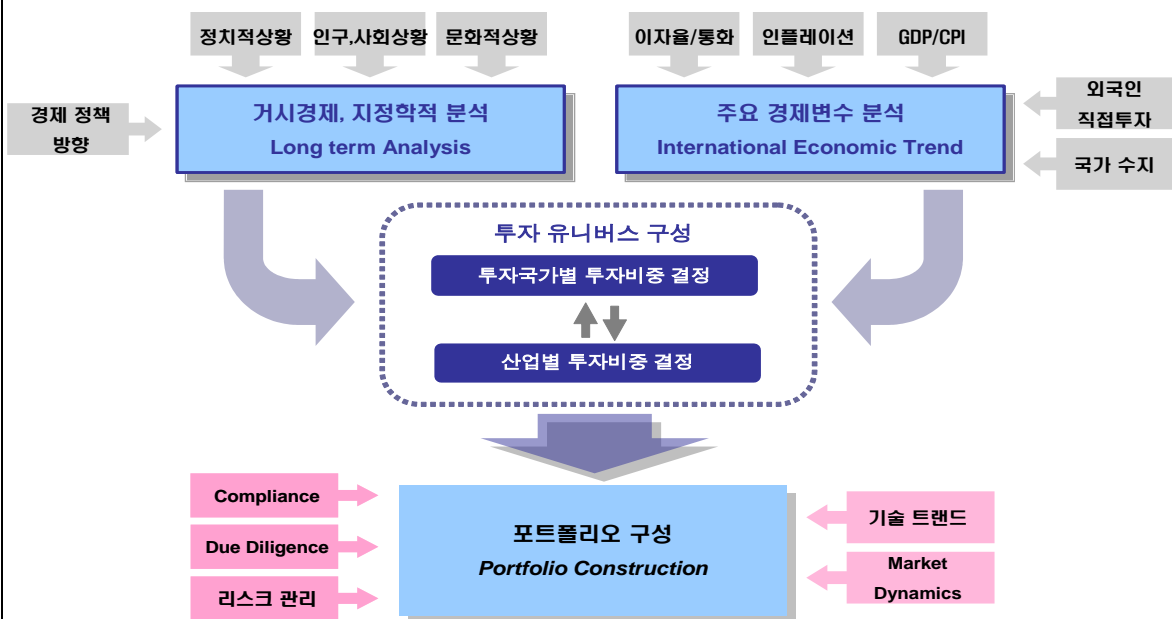 정치적상황
인구,사회상황
문화적상황
이자율/통화
인플레이션
GDP/CPI
경제 정책
방향
거시경제, 지정학적 분석
Long term Analysis
주요 경제변수 분석
International Economic Trend
외국인
직접투자
국가 수지
투자 유니버스 구성
투자국가별 투자비중 결정
산업별 투자비중 결정
Compliance
Due Diligence
리스크 관리
포트폴리오 구성
Portfolio Construction
기술 트랜드
Market
Dynamics